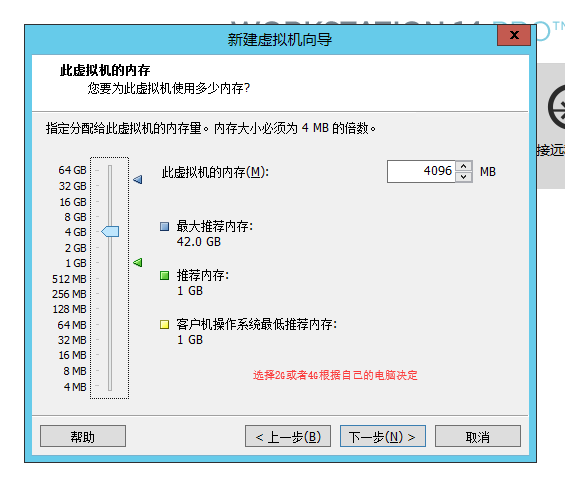 WORKSTATION 14 PRO™
新建虚拟机向导
x
此虚拟机的内存
您要为此虚拟机使用多少内存?
指定分配给此虚拟机的内存量。内存大小必须为 4 MB 的倍数。
64 GB
32 GB
16 GB
8 GB
4 GB
2 GB
1 GB
512 MB
256 MB
128 MB
64 MB
32 MB
16 MB
8 MB
4 MB
此虚拟机的内存(M):
4096 MB
最大推荐内存:
42.0 GB
推荐内存:
1 GB
客户机操作系统最低推荐内存:
1 GB
选择2G或者4G根据自己的电脑决定
接远
帮助
< 上一步(B)
下一步(N) >
取消